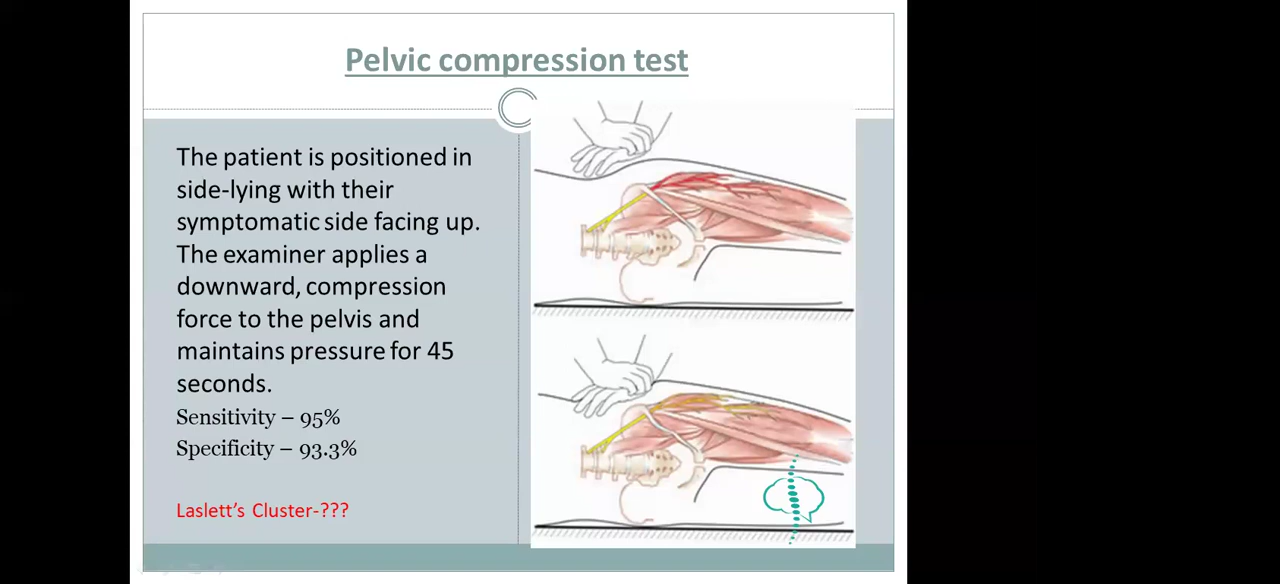 Pelvic compression test
The patient is positioned in
side-lying with their
symptomatic side facing up.
The examiner applies a
downward, compression
force to the pelvis and
maintains pressure for 45
seconds.
Sensitivity – 95%
Specificity – 93.3%
Laslett's Cluster-???